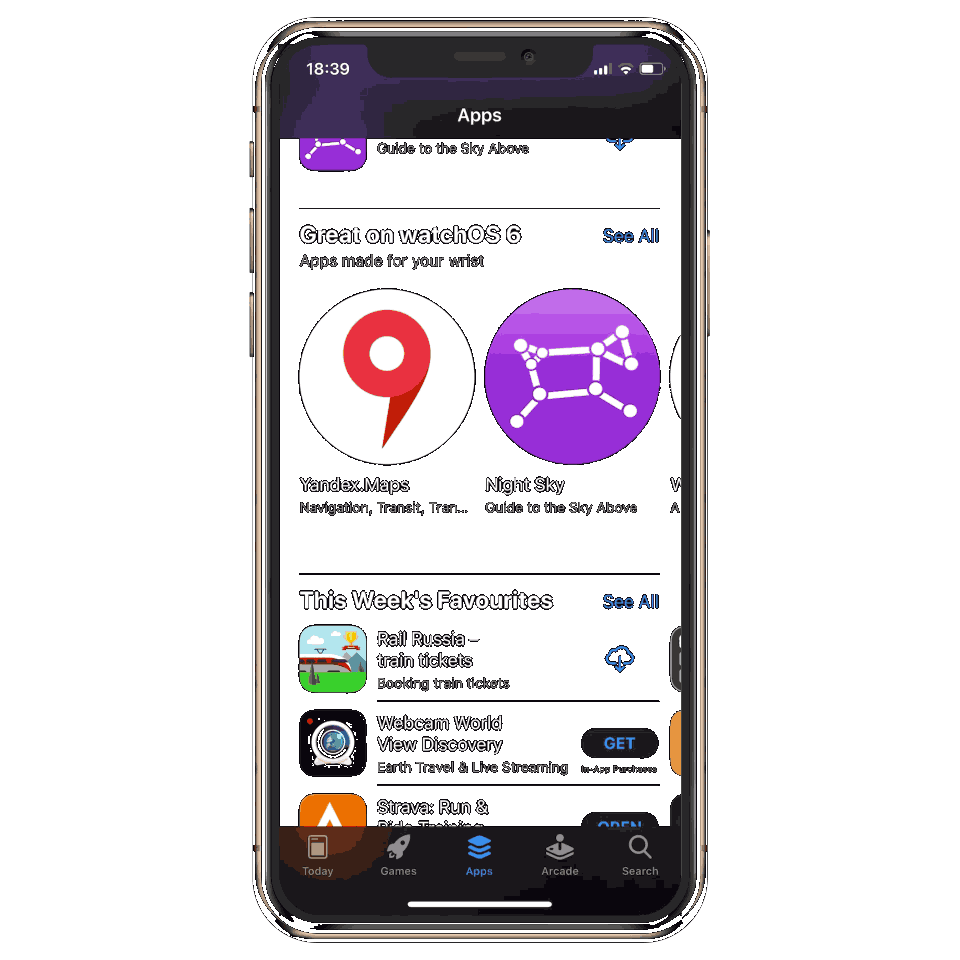 18:39
Apps
Guide to the Sky Above
Great on watchOS 6
See All
Apps made for your wrist
Yandex.Maps
Night Sky
Navigation, Transit, Tran...
Guide to the Sky Above
This Week's Favourites
See All
Rail Russia –
train tickets
Booking train tickets
Webcam World
View Discovery
GET
Earth Travel & Live Streaming
In-App Purchases
Strava: Run &
Ride Training
OPEN
Today
Games
Apps
Arcade
Search